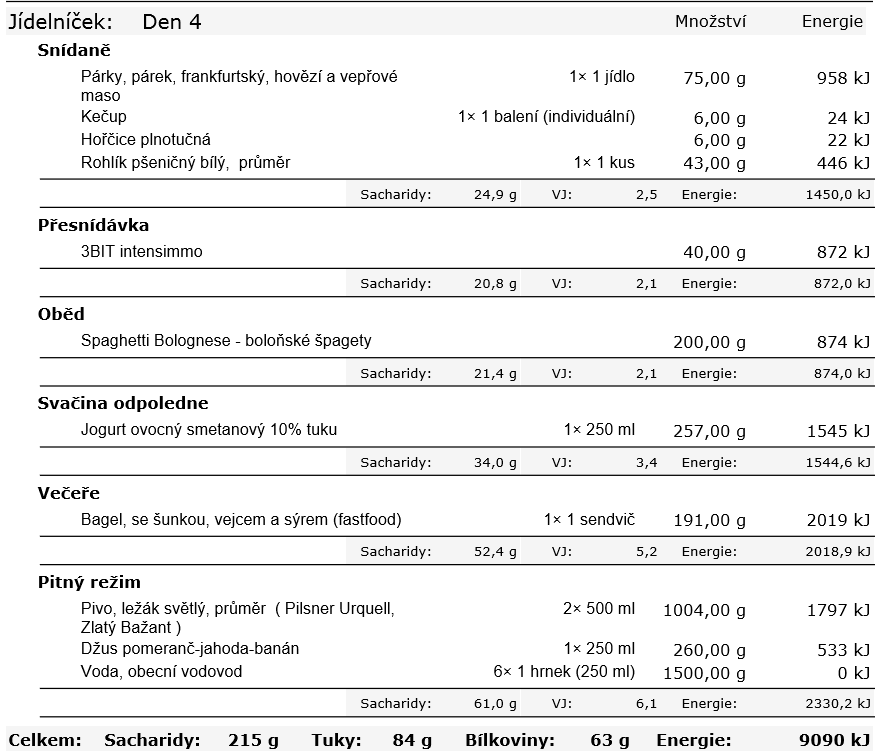 Jídelníček: Den 4 Množství Energie
Snídaně
Párky, párek, frankfurtský, hovězí a vepřové 1× 1 jídlo 75,00 g 958 kJ
maso
Kečup 1× 1 balení (individuální) 6,00 g 24 kJ
Hořčice plnotučná 6,00 g 22 kJ
Rohlík pšeničný bílý, průměr 1× 1 kus 43,00 g 446 kJ
Sacharidy: 24,9 g VJ: 2,5 Energie: 1450,0 kJ
Přesnídávka
3BIT intensimmo 40,00 g 872 kJ
Sacharidy: 20,8 g VJ: 2,1 Energie: 872,0 kJ
Oběd
Spaghetti Bolognese - boloňské špagety 200,00 g 874 kJ
Sacharidy: 21,4 g VJ: 2,1 Energie: 874,0 kJ
Svačina odpoledne
Jogurt ovocný smetanový 10% tuku 1× 250 ml 257,00 g 1545 kJ
Sacharidy: 34,0 g VJ: 3,4 Energie: 1544,6 kJ
Večeře
Bagel, se šunkou, vejcem a sýrem (fastfood) 1× 1 sendvič 191,00 g 2019 kJ
Sacharidy: 52,4 g VJ: 5,2 Energie: 2018,9 kJ
Pitný režim
Pivo, ležák světlý, průměr ( Pilsner Urquell, 2× 500 ml 1004,00 g 1797 kJ
Zlatý Bažant )
Džus pomeranč-jahoda-banán 1× 250 ml 260,00 g 533 kJ
Voda, obecní vodovod 6× 1 hrnek (250 ml) 1500,00 g 0 kJ
Sacharidy: 61,0 g VJ: 6,1 Energie: 2330,2 kJ
Celkem: Sacharidy: 215 g Tuky: 84 g Bílkoviny: 63 g Energie: 9090 kJ